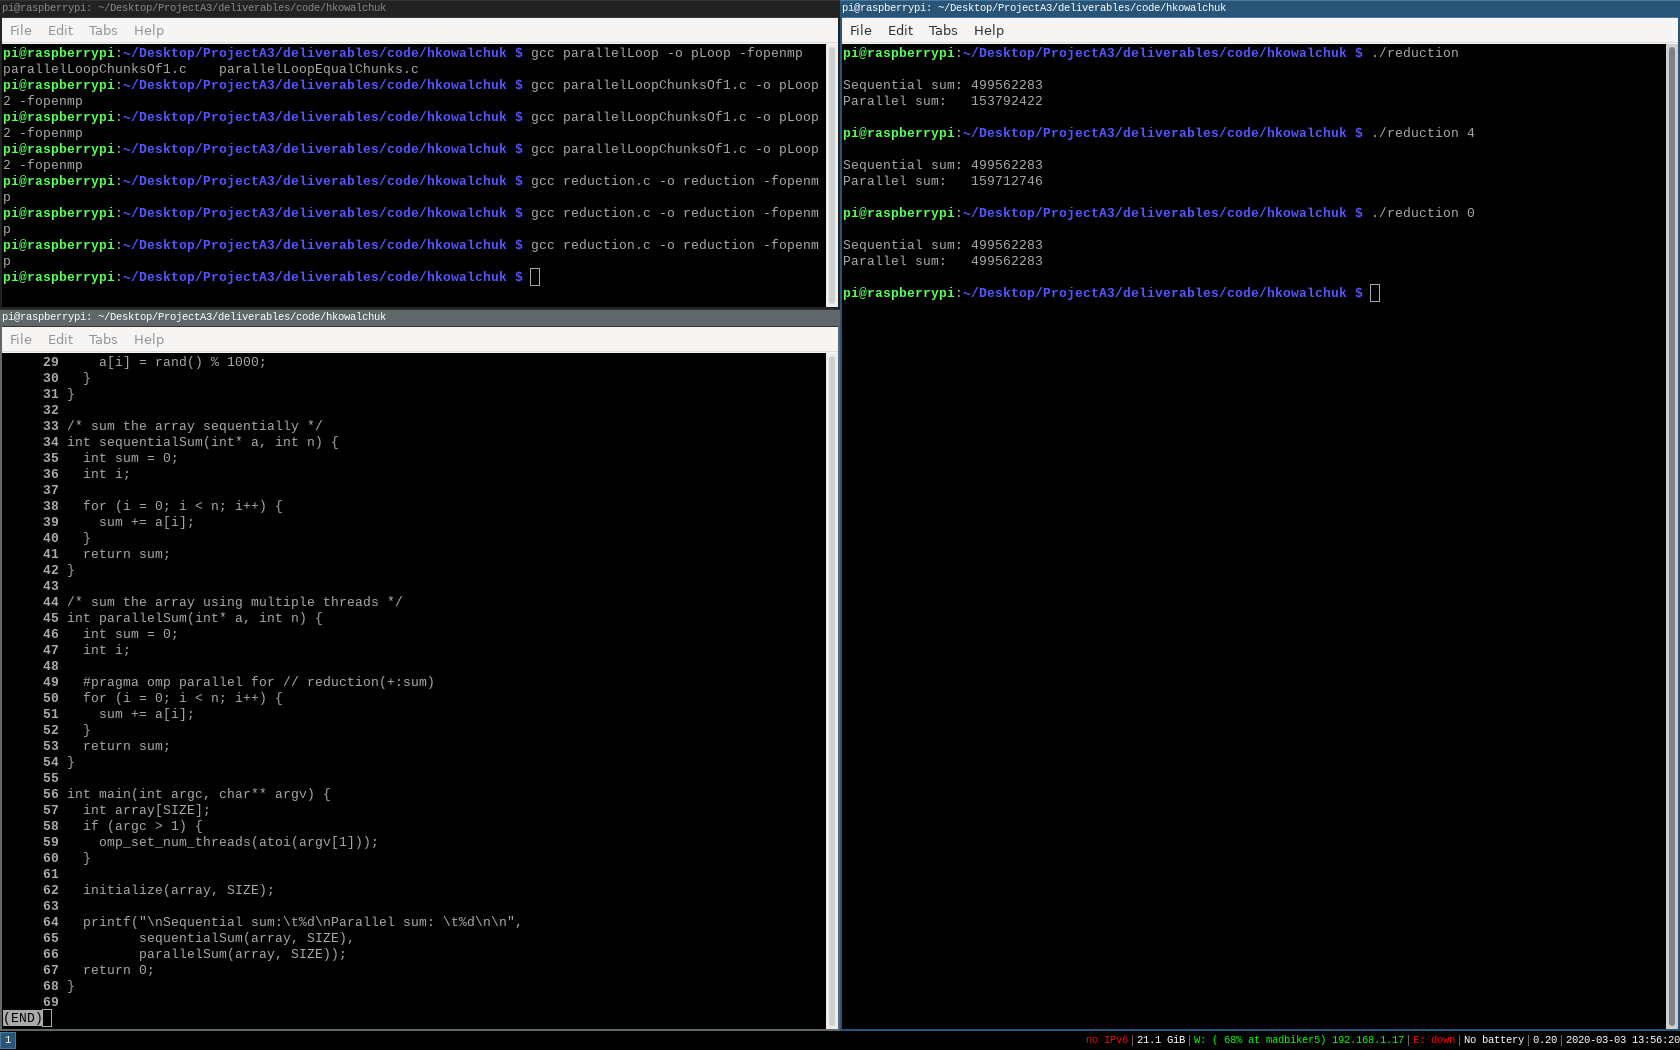 pi@raspberrypi: ~/Desktop/ProjectA3/deliverables/code/hkowalchuk
File Edit Tabs Help
pi@raspberrypi:~/Desktop/ProjectA3/deliverables/code/hkowalchuk $ gcc parallelLoop -o pLoop -fopenmp
parallelLoopChunksOf1.c    parallelLoopEqualChunks.c
pi@raspberrypi:~/Desktop/ProjectA3/deliverables/code/hkowalchuk $ gcc parallelLoopChunksOf1.c -o pLoop
2 -fopenmp
pi@raspberrypi:~/Desktop/ProjectA3/deliverables/code/hkowalchuk $ gcc parallelLoopChunksOf1.c -o pLoop
2 -fopenmp
pi@raspberrypi:~/Desktop/ProjectA3/deliverables/code/hkowalchuk $ gcc parallelLoopChunksOf1.c -o pLoop
2 -fopenmp
pi@raspberrypi:~/Desktop/ProjectA3/deliverables/code/hkowalchuk $ gcc reduction.c -o reduction -fopenm
p
pi@raspberrypi:~/Desktop/ProjectA3/deliverables/code/hkowalchuk $ gcc reduction.c -o reduction -fopenm
p
pi@raspberrypi:~/Desktop/ProjectA3/deliverables/code/hkowalchuk $ gcc reduction.c -o reduction -fopenm
p
pi@raspberrypi:~/Desktop/ProjectA3/deliverables/code/hkowalchuk $
pi@raspberrypi: ~/Desktop/ProjectA3/deliverables/code/hkowalchuk
File Edit Tabs Help
29     a[i] = rand() % 1000;
30   }
31 }
32
33 /* sum the array sequentially */
34 int sequentialSum(int* a, int n) {
35   int sum = 0;
36   int i;
37
38   for (i = 0; i < n; i++) {
39     sum += a[i];
40   }
41   return sum;
42 }
43
44 /* sum the array using multiple threads */
45 int parallelSum(int* a, int n) {
46   int sum = 0;
47   int i;
48
49   #pragma omp parallel for // reduction(+:sum)
50   for (i = 0; i < n; i++) {
51     sum += a[i];
52   }
53   return sum;
54 }
55
56 int main(int argc, char** argv) {
57   int array[SIZE];
58   if (argc > 1) {
59     omp_set_num_threads(atoi(argv[1]));
60   }
61
62   initialize(array, SIZE);
63
64   printf("\nSequential sum:\t%d\nParallel sum: \t%d\n\n",
65          sequentialSum(array, SIZE),
66          parallelSum(array, SIZE));
67   return 0;
68 }
69
(END)
pi@raspberrypi: ~/Desktop/ProjectA3/deliverables/code/hkowalchuk
File Edit Tabs Help
pi@raspberrypi:~/Desktop/ProjectA3/deliverables/code/hkowalchuk $ ./reduction
Sequential sum: 499562283
Parallel sum:   153792422
pi@raspberrypi:~/Desktop/ProjectA3/deliverables/code/hkowalchuk $ ./reduction 4
Sequential sum: 499562283
Parallel sum:   159712746
pi@raspberrypi:~/Desktop/ProjectA3/deliverables/code/hkowalchuk $ ./reduction 0
Sequential sum: 499562283
Parallel sum:   499562283
pi@raspberrypi:~/Desktop/ProjectA3/deliverables/code/hkowalchuk $
1
no IPv6|21.1 GiB|W: ( 68% at madbiker5) 192.168.1.17|E: down|No battery|0.20|2020-03-03 13:56:20